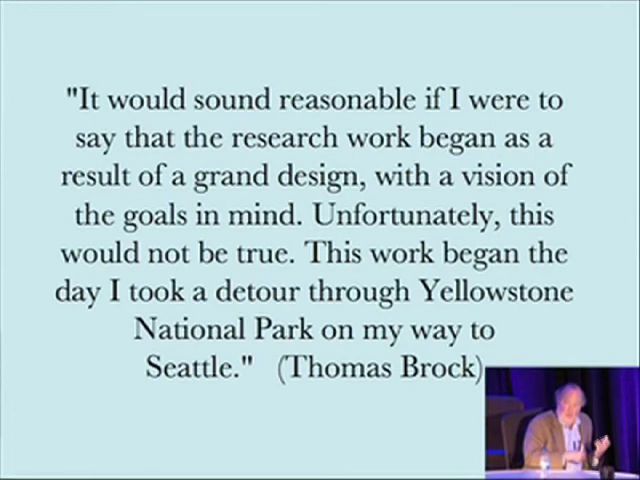 "It would sound reasonable if I were to
say that the research work began as a
result of a grand design, with a vision of
the goals in mind. Unfortunately, this
would not be true. This work began the
day I took a detour through Yellowstone
National Park on my way to
Seattle." (Thomas Brock)